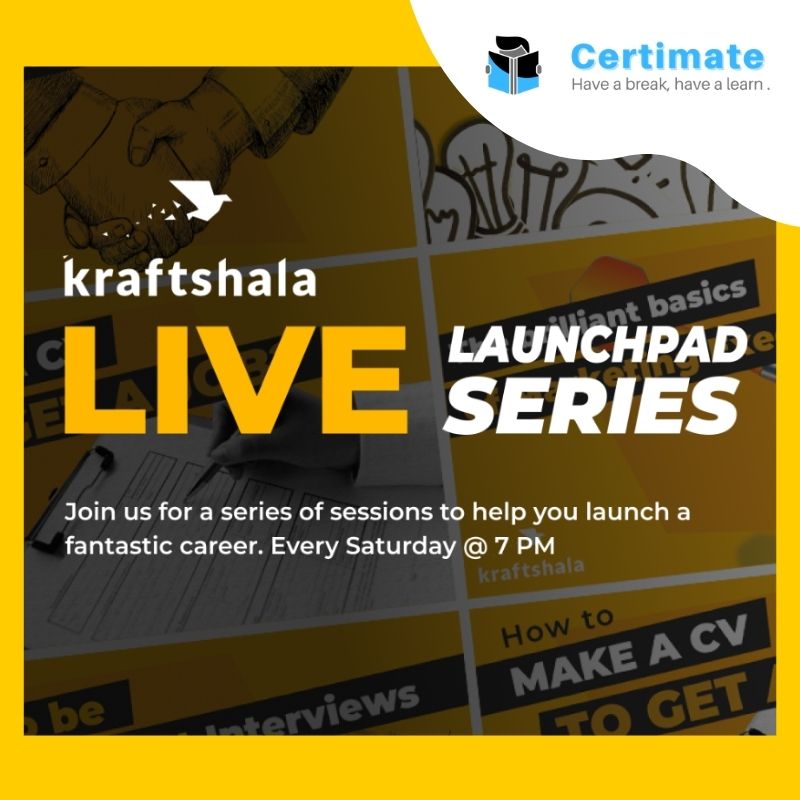 Certimate
Have a break, have a learn .
kraftshala
LIVE
LAUNCHPAD
SERIES
Join us for a series of sessions to help you launch a
fantastic career. Every Saturday @ 7 PM
brilliant basics
kraftshala
How to
MAKE A CV
TO GET A
be
Interviews